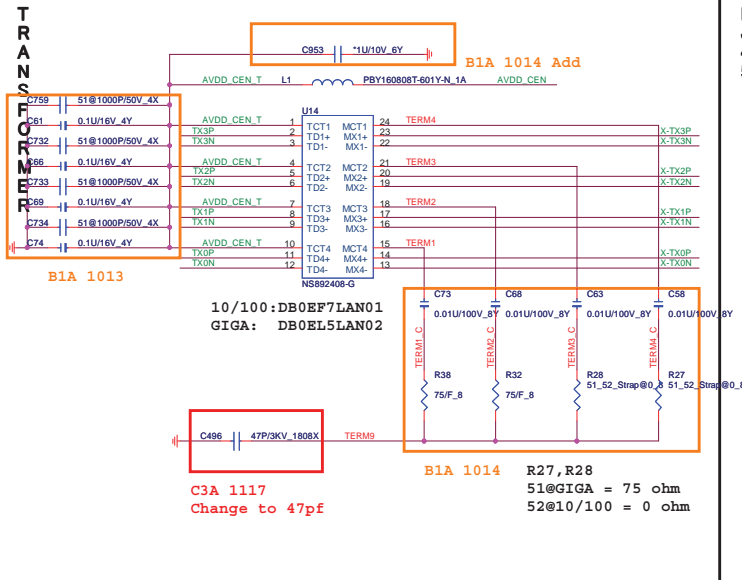 TRANSFORMER
C953 *1U/10V_6Y
B1A 1014 Add
AVDD_CEN_T L1 PBY160808T-601Y-N_1A AVDD_CEN
C759 51@1000P/50V_4X
C61 0.1U/16V_4Y
C732 51@1000P/50V_4X
C66 0.1U/16V_4Y
C733 51@1000P/50V_4X
C69 0.1U/16V_4Y
C734 51@1000P/50V_4X
C74 0.1U/16V_4Y
B1A 1013
U14
AVDD_CEN_T 1 TCT1 MCT1 24 TERM4
TX3P 2 TD1+ MX1+ 23 X-TX3P
TX3N 3 TD1- MX1- 22 X-TX3N
AVDD_CEN_T 4 TCT2 MCT2 21 TERM3
TX2P 5 TD2+ MX2+ 20 X-TX2P
TX2N 6 TD2- MX2- 19 X-TX2N
AVDD_CEN_T 7 TCT3 MCT3 18 TERM2
TX1P 8 TD3+ MX3+ 17 X-TX1P
TX1N 9 TD3- MX3- 16 X-TX1N
AVDD_CEN_T 10 TCT4 MCT4 15 TERM1
TX0P 11 TD4+ MX4+ 14 X-TX0P
TX0N 12 TD4- MX4- 13 X-TX0N
NS892408-G
10/100:DB0EF7LAN01
GIGA: DB0EL5LAN02
C73 C68 C63 C58
0.01U/100V_8Y 0.01U/100V_8Y 0.01U/100V_8Y 0.01U/100V_8Y
TERM1_C TERM2_C TERM3_C TERM4_C
R38 R32 R28 R27
75/F_8 75/F_8 51_52_Strap@0_8 51_52_Strap@0_8
C496 47P/3KV_1808X TERM9
B1A 1014
C3A 1117
Change to 47pf
R27,R28
51@GIGA = 75 ohm
52@10/100 = 0 ohm